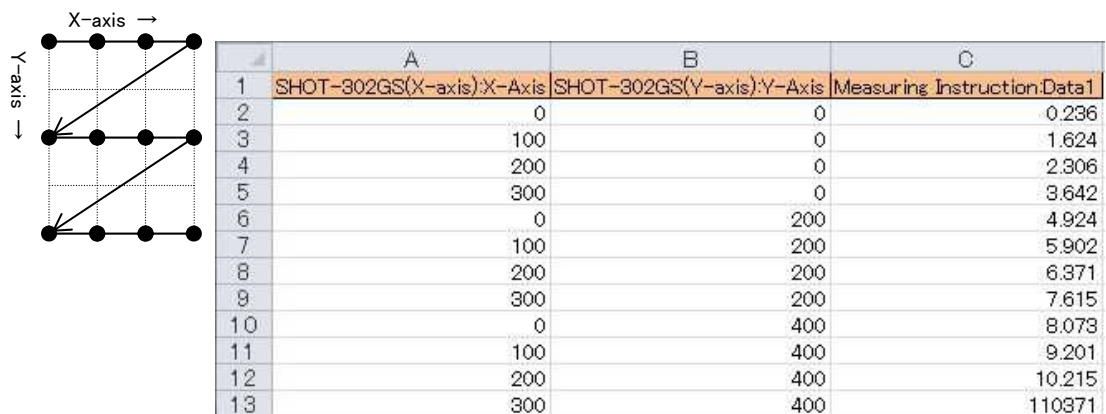 X-axis →
Y-axis →
A B C
1 SHOT-302GS(X-axis):X-Axis SHOT-302GS(Y-axis):Y-Axis Measuring Instruction:Data1
2 0 0 0.236
3 100 0 1.624
4 200 0 2.306
5 300 0 3.642
6 0 200 4.924
7 100 200 5.902
8 200 200 6.371
9 300 200 7.615
10 0 400 8.073
11 100 400 9.201
12 200 400 10.215
13 300 400 110371